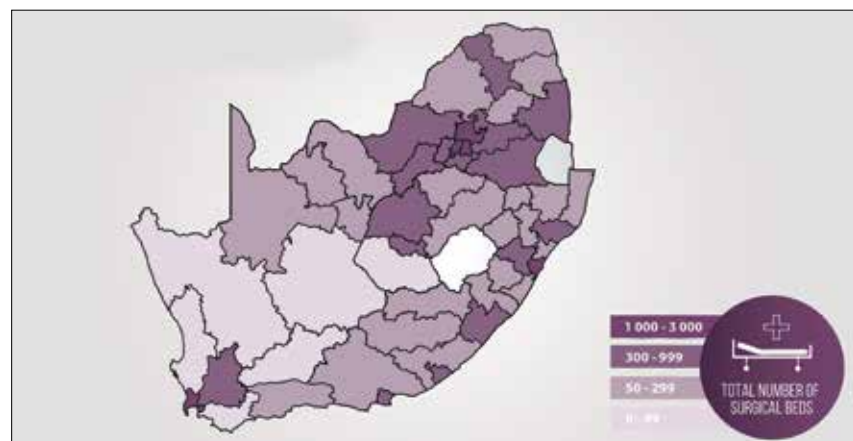 1 000 - 3 000
300 - 999
50 - 299
TOTAL NUMBER OF
SURGICAL BEDS